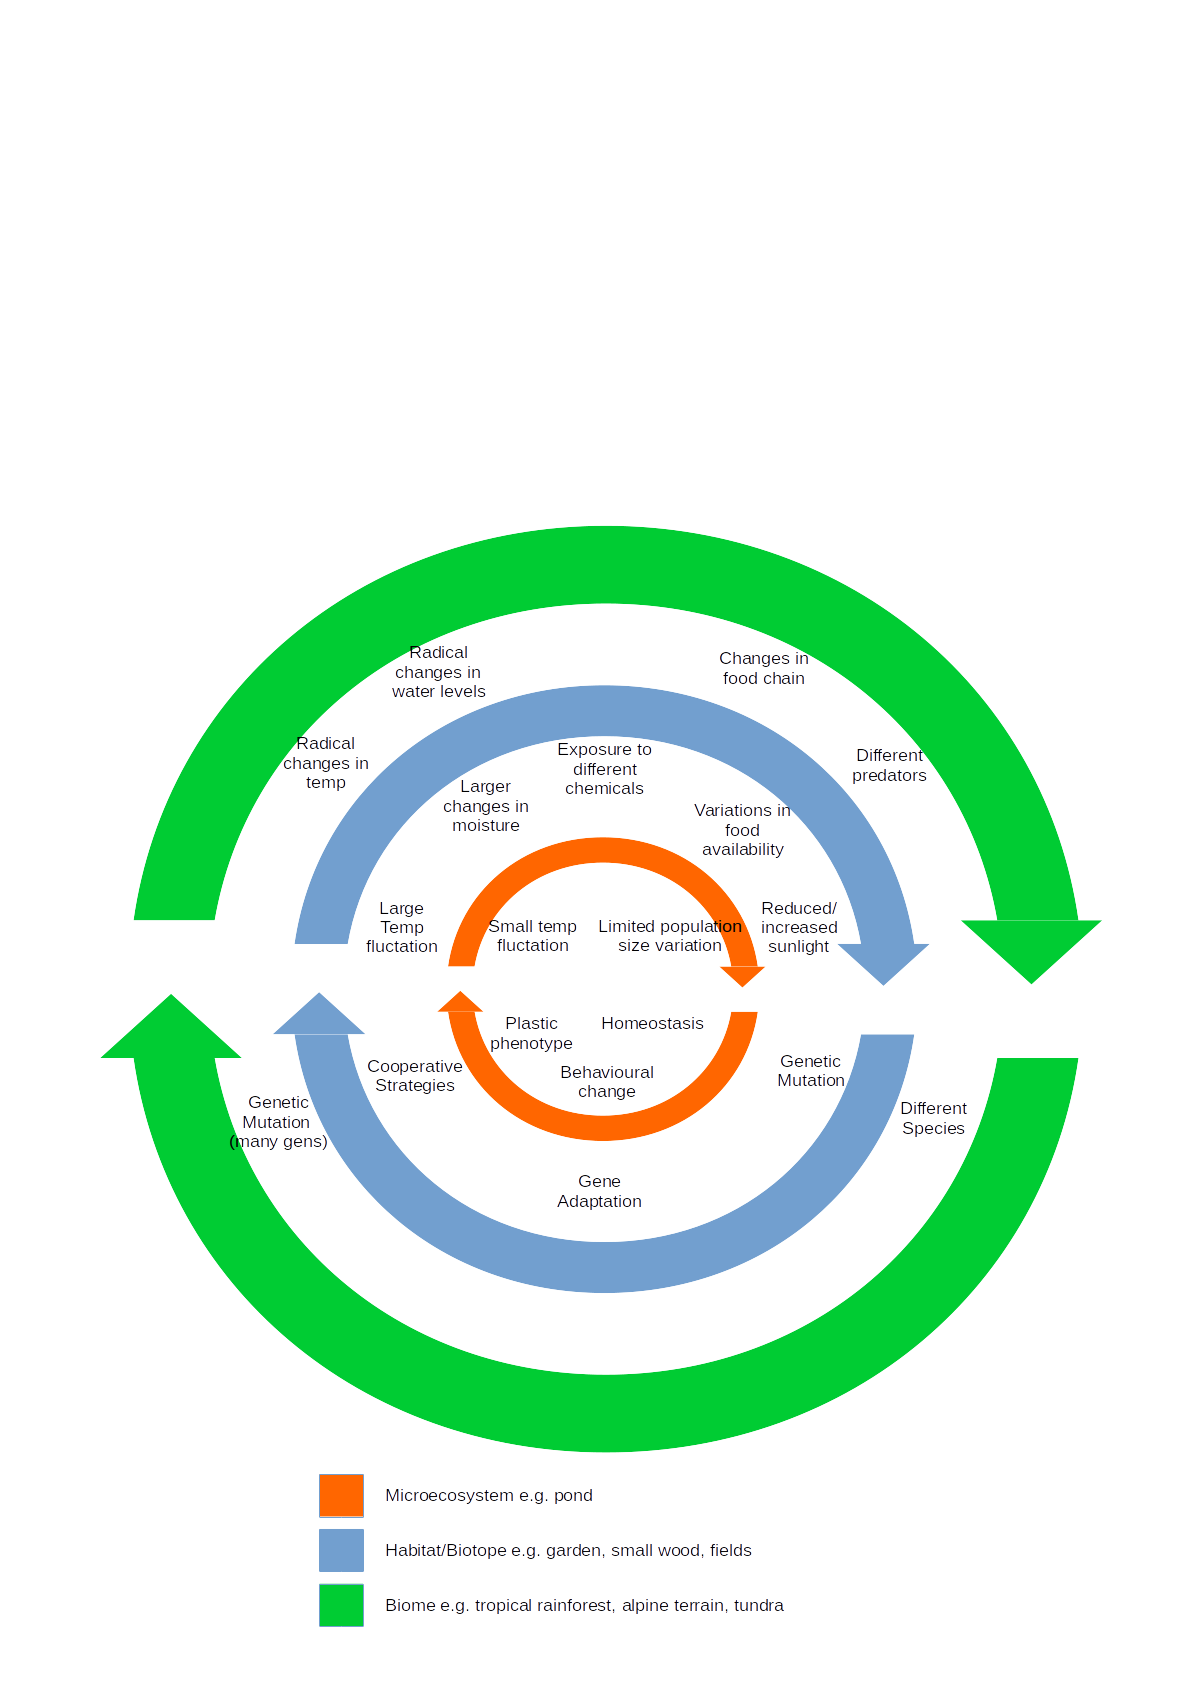 Radical
changes in
water levels
Changes in
food chain
Radical
changes in
temp
Exposure to
different
chemicals
Different
predators
Larger
changes in
moisture
Variations in
food
availability
Large
Temp
fluctation
Small temp
fluctation
Limited population
size variation
Reduced/
increased
sunlight
Plastic
phenotype
Homeostasis
Cooperative
Strategies
Behavioural
change
Genetic
Mutation
Genetic
Mutation
(many gens)
Different
Species
Gene
Adaptation
Microecosystem e.g. pond
Habitat/Biotope e.g. garden, small wood, fields
Biome e.g. tropical rainforest, alpine terrain, tundra